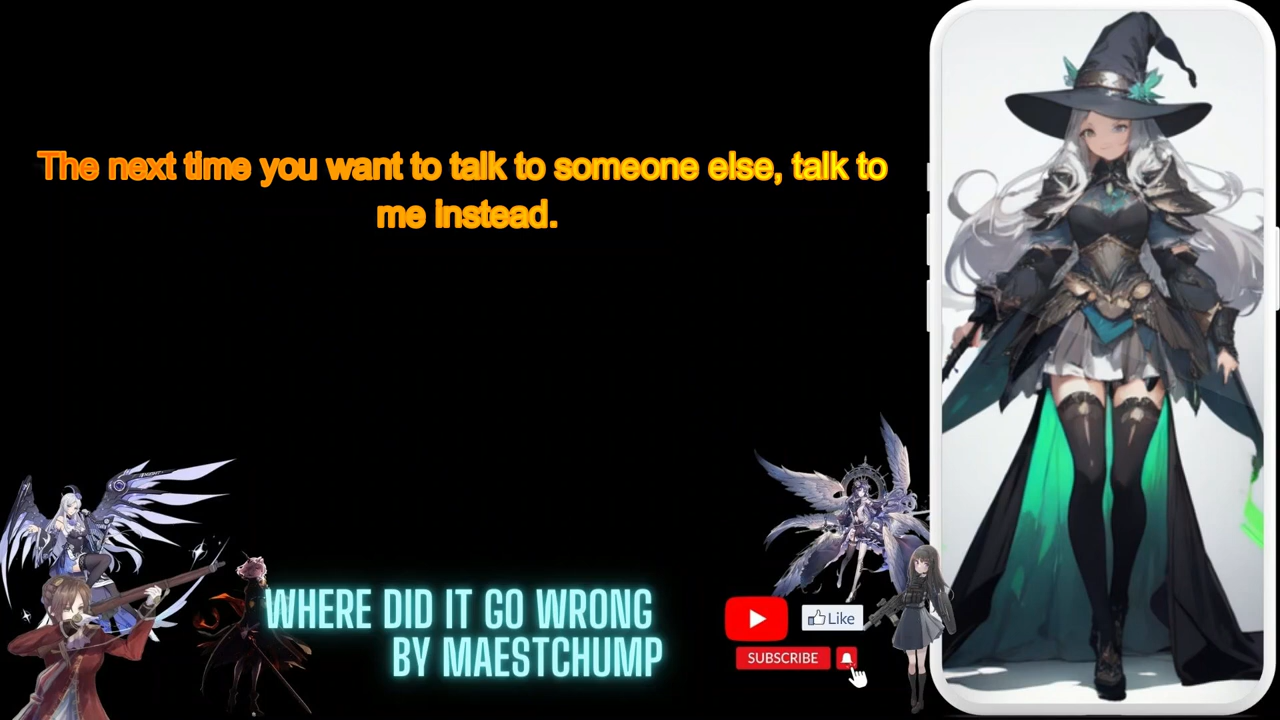 The next time you want to talk to someone else, talk to
me instead.
WHERE DID IT GO WRONG
BY MAESTCHUMP
Like
SUBSCRIBE